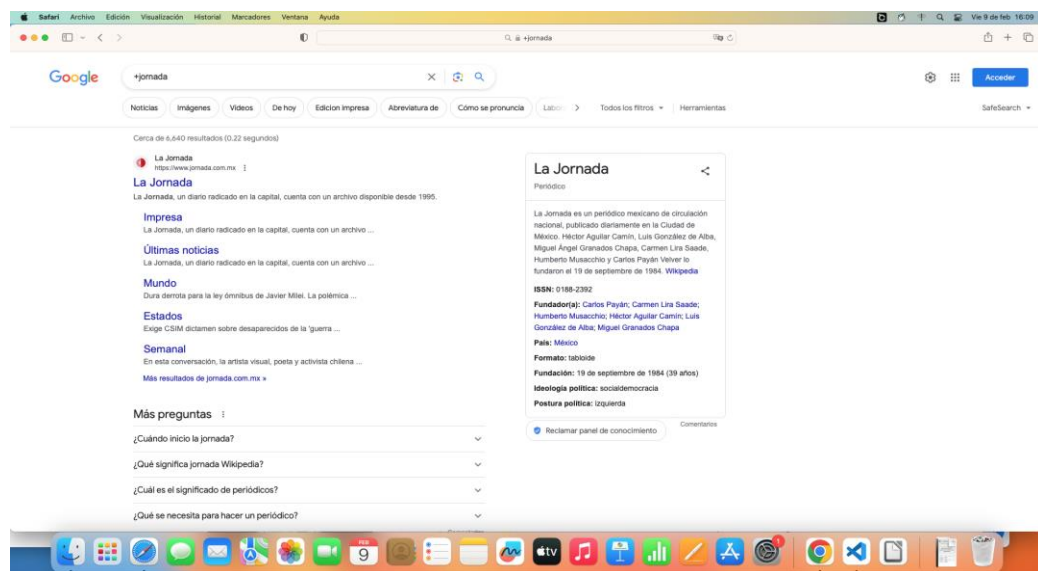 Safari Archivo Edición Visualización Historial Marcadores Ventana Ayuda
Vie 9 de feb 16:09
+jornada
Google
+jornada
Acceder
Noticias Imágenes Videos De hoy Edicion impresa Abreviatura de Cómo se pronuncia Todos los filtros Herramientas
SafeSearch
Cerca de 6,640 resultados (0.22 segundos)
La Jornada
https://www.jornada.com.mx
La Jornada
La Jornada, un diario radicado en la capital, cuenta con un archivo disponible desde 1995.
Impresa
La Jornada, un diario radicado en la capital, cuenta con un archivo ...
Últimas noticias
La Jornada, un diario radicado en la capital, cuenta con un archivo ...
Mundo
Dura derrota para la ley ómnibus de Javier Milei. La polémica ...
Estados
Exige CSIM dictamen sobre desaparecidos de la 'guerra ...
Semanal
En esta conversación, la artista visual, poeta y activista chilena ...
Más resultados de jornada.com.mx »
Más preguntas
¿Cuándo inicio la jornada?
¿Qué significa jornada Wikipedia?
¿Cuál es el significado de periódicos?
¿Qué se necesita para hacer un periódico?
La Jornada
Periódico
La Jornada es un periódico mexicano de circulación
nacional, publicado diariamente en la Ciudad de
México. Héctor Aguilar Camín, Luis González de Alba,
Miguel Ángel Granados Chapa, Carmen Lira Saade,
Humberto Musacchio y Carlos Payán Velver lo
fundaron el 19 de septiembre de 1984. Wikipedia
ISSN: 0188-2392
Fundador(a): Carlos Payán; Carmen Lira Saade;
Humberto Musacchio; Héctor Aguilar Camín; Luis
González de Alba; Miguel Granados Chapa
País: México
Formato: tabloide
Fundación: 19 de septiembre de 1984 (39 años)
Ideología política: socialdemocracia
Postura política: izquierda
Reclamar panel de conocimiento
Comentarios
FEB
9
tv